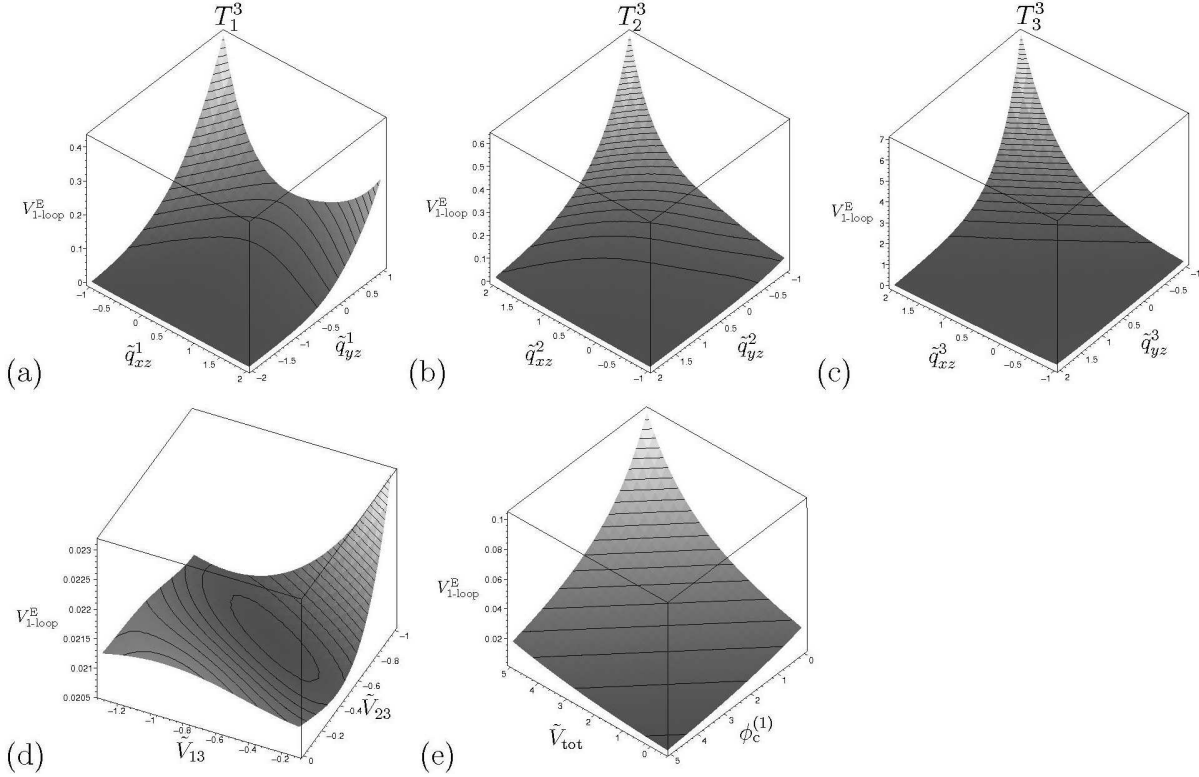 T₁³ T₂³ T₃³
0.4 0.3 0.2 0.1 0
V^E_1-loop
-1 -0.5 0 0.5 1 1.5 2
q̃¹_xz
-2 -1.5 -1 -0.5 0 0.5 1
q̃¹_yz
(a)
0.6 0.5 0.4 0.3 0.2 0.1 0
V^E_1-loop
2 1.5 1 0.5 0 -0.5 -1
q̃²_xz
2 1.5 1 0.5 0 -0.5 -1
q̃²_yz
(b)
7 6 5 4 3 2 1 0
V^E_1-loop
2 1.5 1 0.5 0 -0.5 -1
q̃³_xz
2 1.5 1 0.5 0 -0.5 -1
q̃³_yz
(c)
0.023 0.0225 0.022 0.0215 0.021 0.0205
V^E_1-loop
-1.2 -1 -0.8 -0.6 -0.4 -0.2 0
Ṽ₁₃
-0.2 -0.4 -0.6 -0.8 -1
Ṽ₂₃
(d)
0.1 0.08 0.06 0.04 0.02
V^E_1-loop
5 4 3 2 1 0
Ṽ_tot
5 4 3 2 1 0
ϕ_c^(1)
(e)